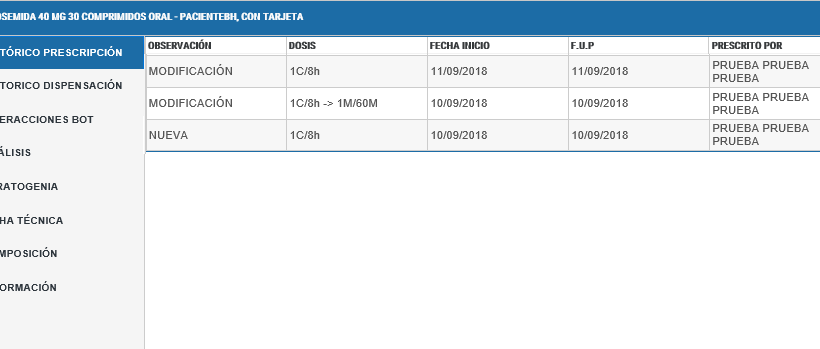 OSEMIDA 40 MG 30 COMPRIMIDOS ORAL - PACIENTEBH, CON TARJETA
TÓRICO PRESCRIPCIÓN
TORICO DISPENSACIÓN
ERACCIONES BOT
ÁLISIS
RATOGENIA
HA TÉCNICA
MPOSICIÓN
ORMACIÓN
OBSERVACIÓN DOSIS FECHA INICIO F.U.P PRESCRITO POR
MODIFICACIÓN 1C/8h 11/09/2018 11/09/2018 PRUEBA PRUEBA
PRUEBA
MODIFICACIÓN 1C/8h -> 1M/60M 10/09/2018 10/09/2018 PRUEBA PRUEBA
PRUEBA
NUEVA 1C/8h 10/09/2018 10/09/2018 PRUEBA PRUEBA
PRUEBA